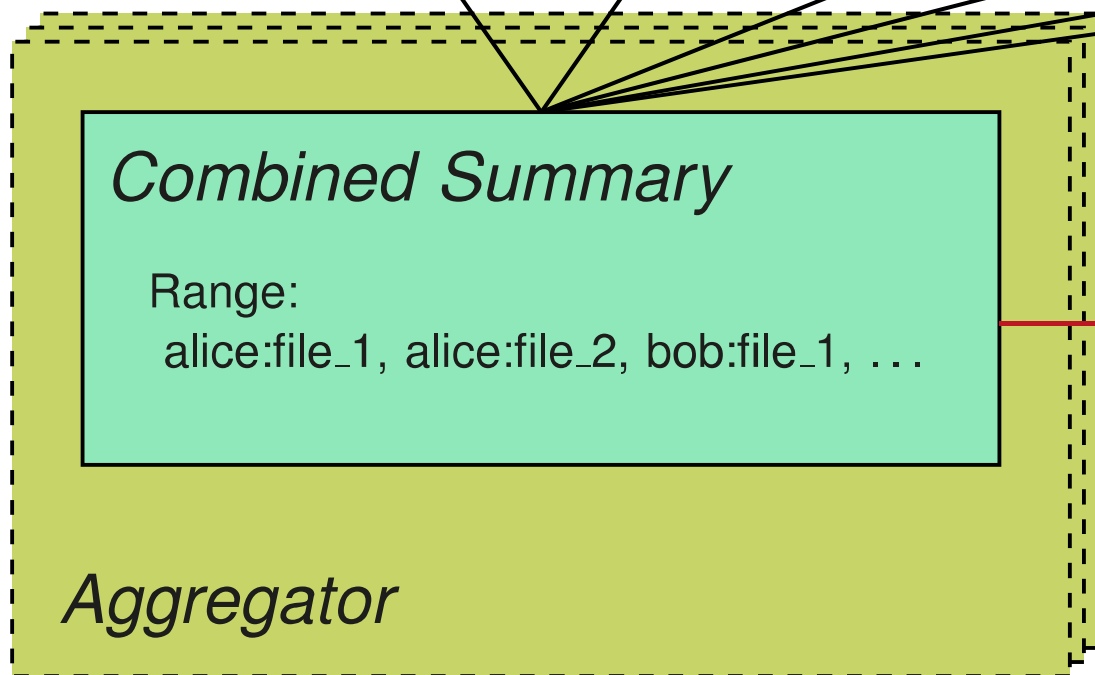 Combined Summary
Range:
alice:file_1, alice:file_2, bob:file_1, ...
Aggregator